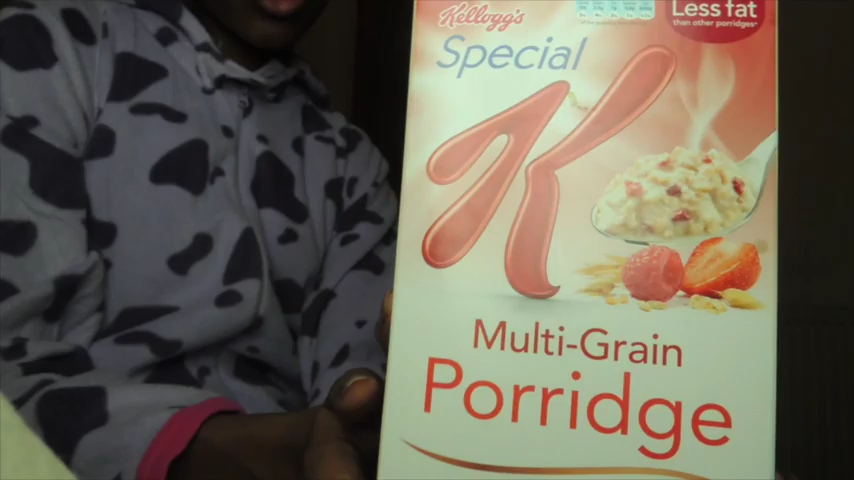 Kellogg's
Less fat
than other porridges*
Special
K
Multi-Grain
Porridge